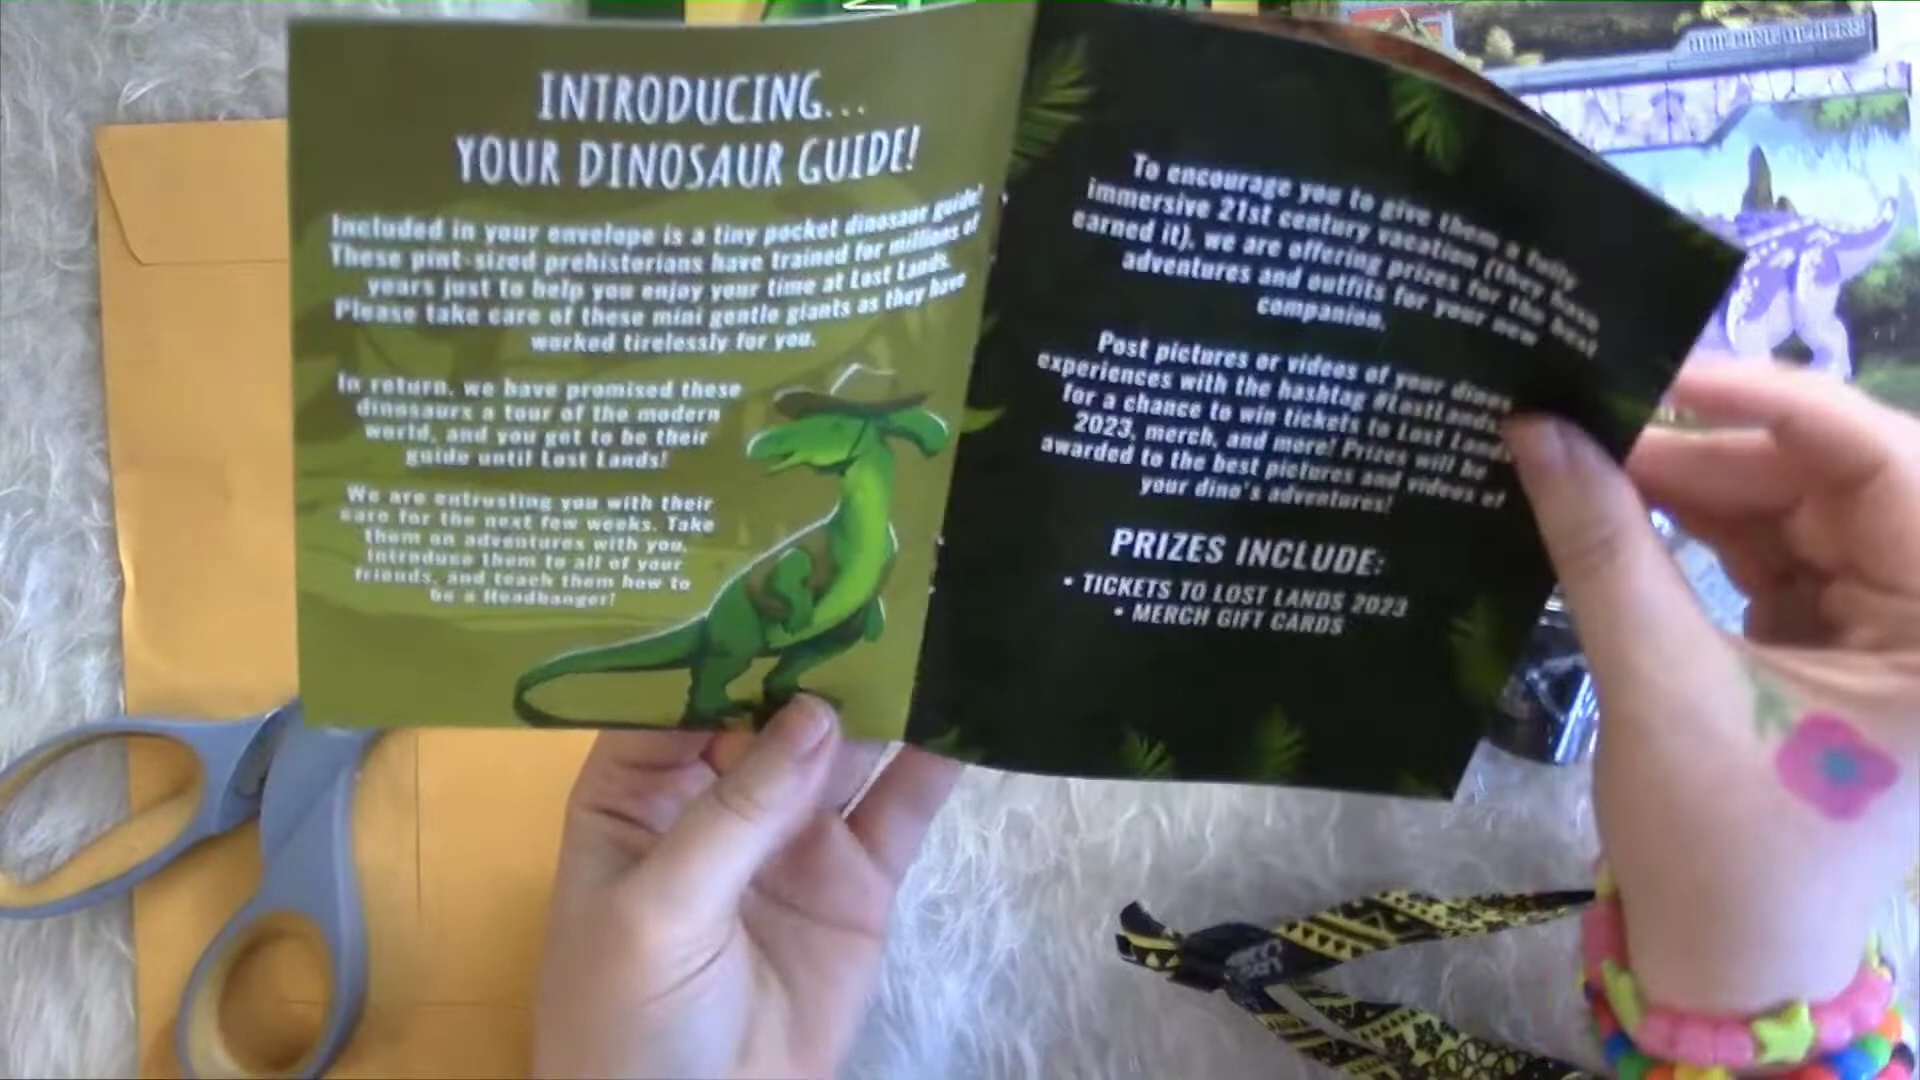 INTRODUCING...
YOUR DINOSAUR GUIDE!
Included in your envelope is a tiny pocket dinosaur guide!
These pint-sized prehistorians have trained for millions of
years just to help you enjoy your time at Lost Lands.
Please take care of these mini gentle giants as they have
worked tirelessly for you.
In return, we have promised these
dinosaurs a tour of the modern
world, and you get to be their
guide until Lost Lands!
We are entrusting you with their
care for the next few weeks. Take
them on adventures with you,
introduce them to all of your
friends, and teach them how to
be a Headbanger!
To encourage you to give them a fully
immersive 21st century vacation (they have
earned it), we are offering prizes for the best
adventures and outfits for your new
companion.
Post pictures or videos of your dinos
experiences with the hashtag #LostLands
for a chance to win tickets to Lost Lands
2023, merch, and more! Prizes will be
awarded to the best pictures and videos of
your dino's adventures!
PRIZES INCLUDE:
• TICKETS TO LOST LANDS 2023
• MERCH GIFT CARDS
LOST LANDS